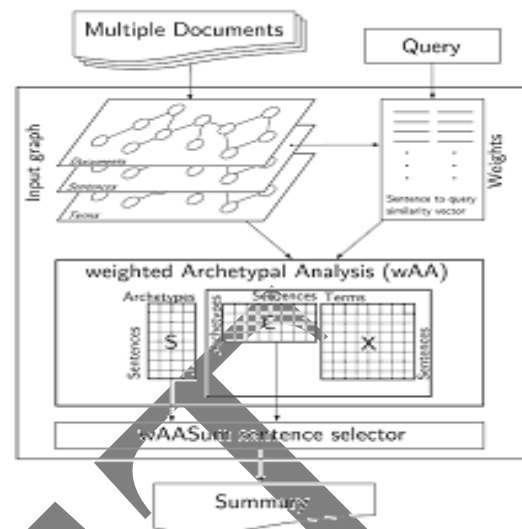 Multiple Documents
Query
Input graph
Documents
Sentences
Terms
Weights
Sentence to query
similarity vector
weighted Archetypal Analysis (wAA)
Archetypes
Sentences
S
Archetypes
Sentences Terms
C
X
Sentences
wAASum sentence selector
Summary